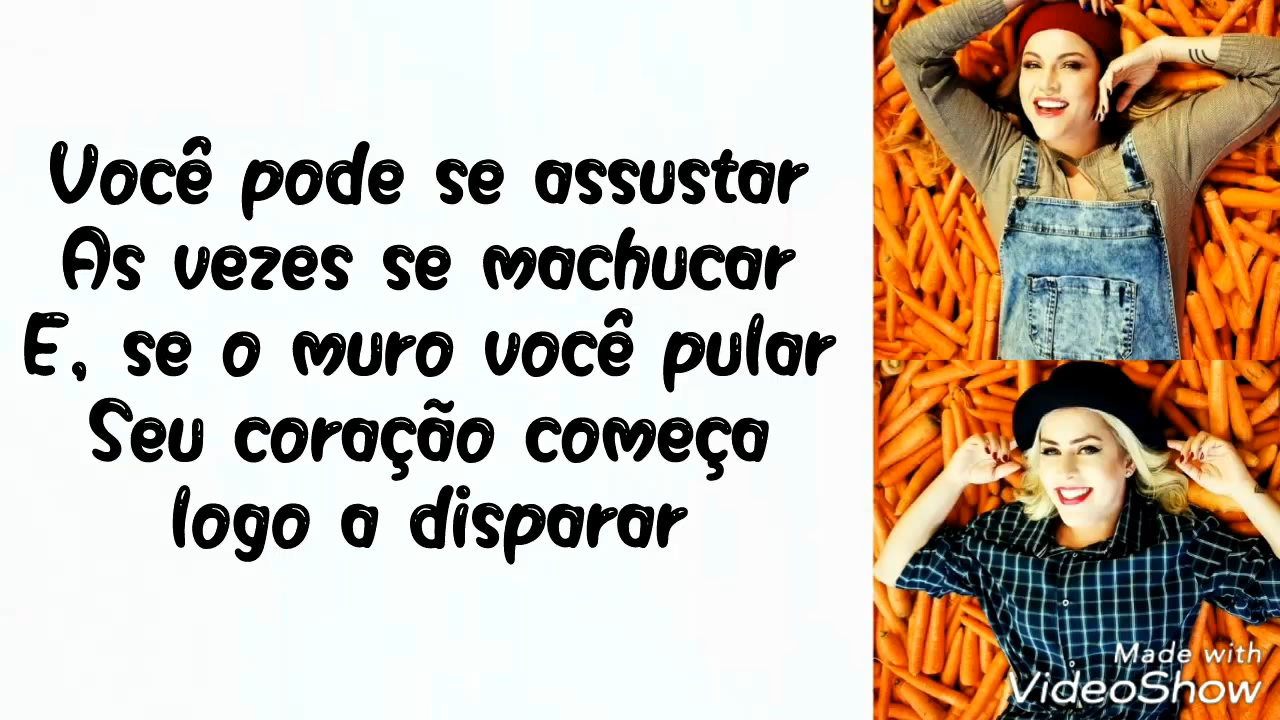 Você pode se assustar
As vezes se machucar
E, se o muro você pular
Seu coração começa
logo a disparar
Made with
VideoShow